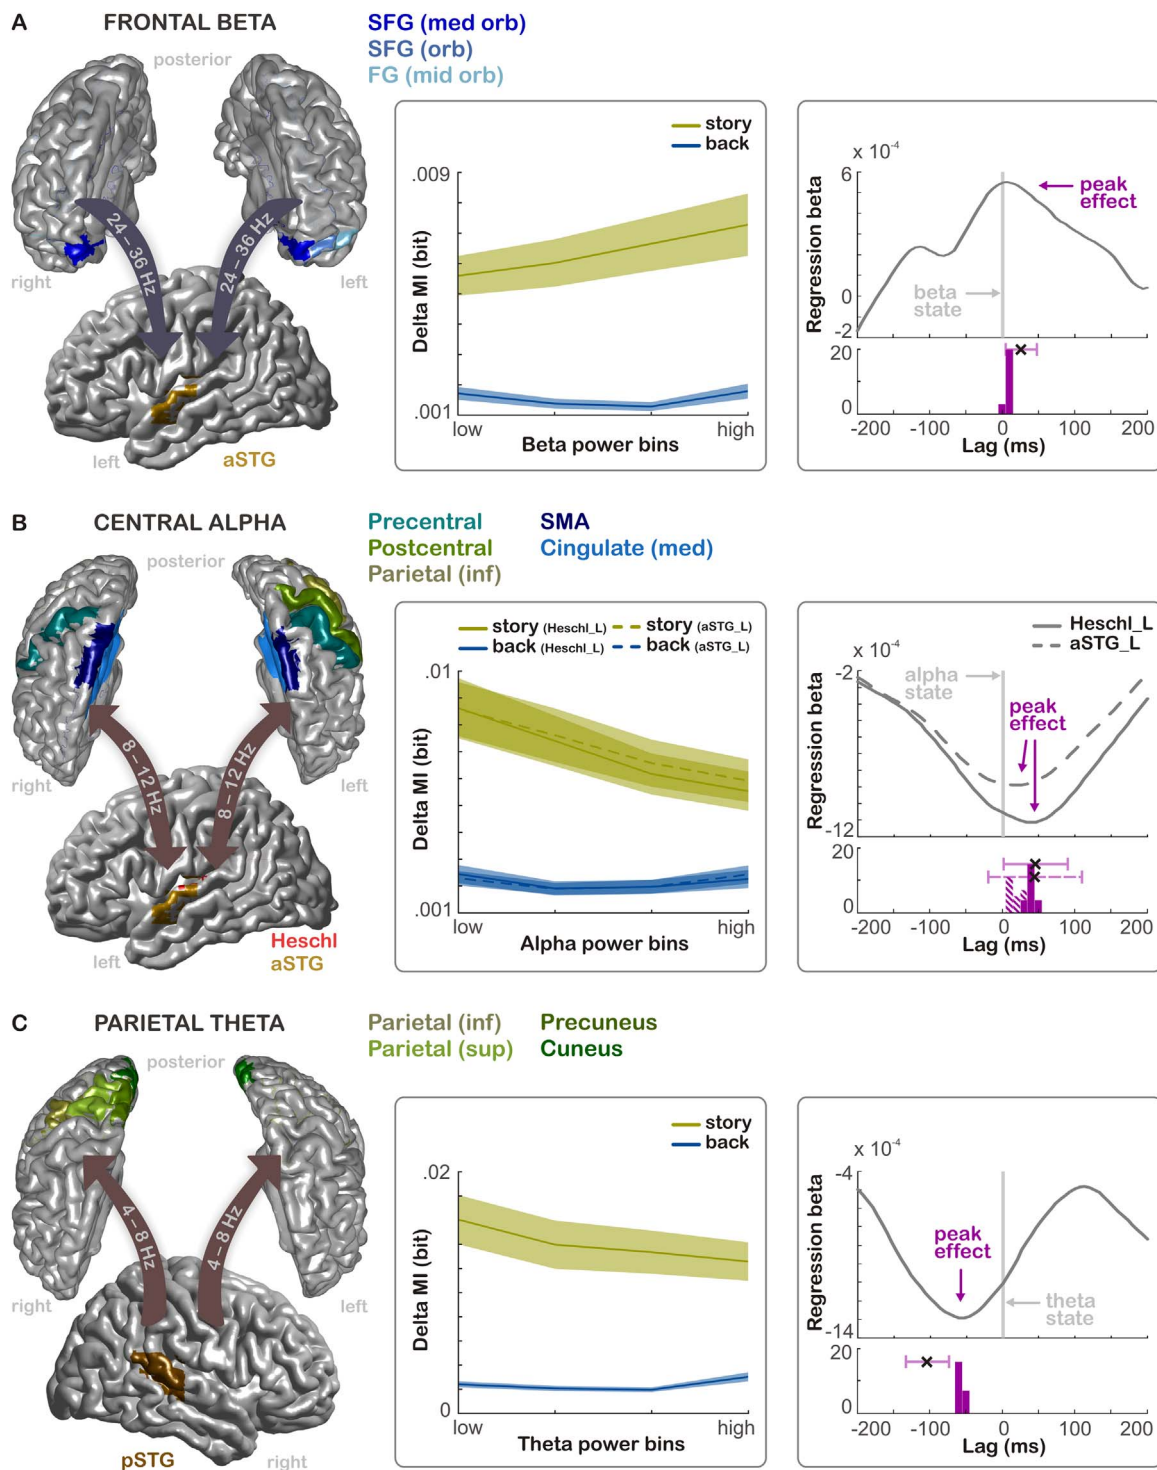 A FRONTAL BETA
SFG (med orb)
SFG (orb)
FG (mid orb)
posterior
right
left
24 – 36 Hz
24 – 36 Hz
left
aSTG
story
back
.009
Delta MI (bit)
.001
low
high
Beta power bins
x 10-4
6
0
-2
Regression beta
peak
effect
beta
state
20
0
-200 -100 0 100 200
Lag (ms)
B CENTRAL ALPHA
Precentral SMA
Postcentral Cingulate (med)
Parietal (inf)
posterior
right
left
8 – 12 Hz
8 – 12 Hz
left
Heschl
aSTG
story (Heschl_L) story (aSTG_L)
back (Heschl_L) back (aSTG_L)
.01
Delta MI (bit)
.001
low
high
Alpha power bins
Heschl_L
aSTG_L
x 10-4
-2
-12
Regression beta
alpha
state
peak
effect
20
0
-200 -100 0 100 200
Lag (ms)
C PARIETAL THETA
Parietal (inf) Precuneus
Parietal (sup) Cuneus
posterior
right
left
4 – 8 Hz
4 – 8 Hz
pSTG
right
story
back
.02
Delta MI (bit)
0
low
high
Theta power bins
x 10-4
-4
-14
Regression beta
peak
effect
theta
state
20
0
-200 -100 0 100 200
Lag (ms)